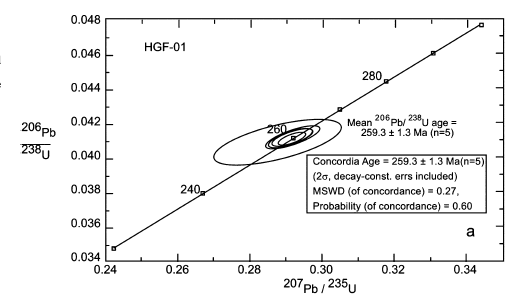 HGF-01
a
0.048
0.046
0.044
0.042
0.040
0.038
0.036
0.034
206Pb
238U
280
260
240
Mean 206Pb/ 238U age =
259.3 ± 1.3 Ma (n=5)
Concordia Age = 259.3 ± 1.3 Ma(n=5)
(2σ, decay-const. errs included)
MSWD (of concordance) = 0.27,
Probability (of concordance) = 0.60
0.24 0.26 0.28 0.30 0.32 0.34
207Pb / 235U